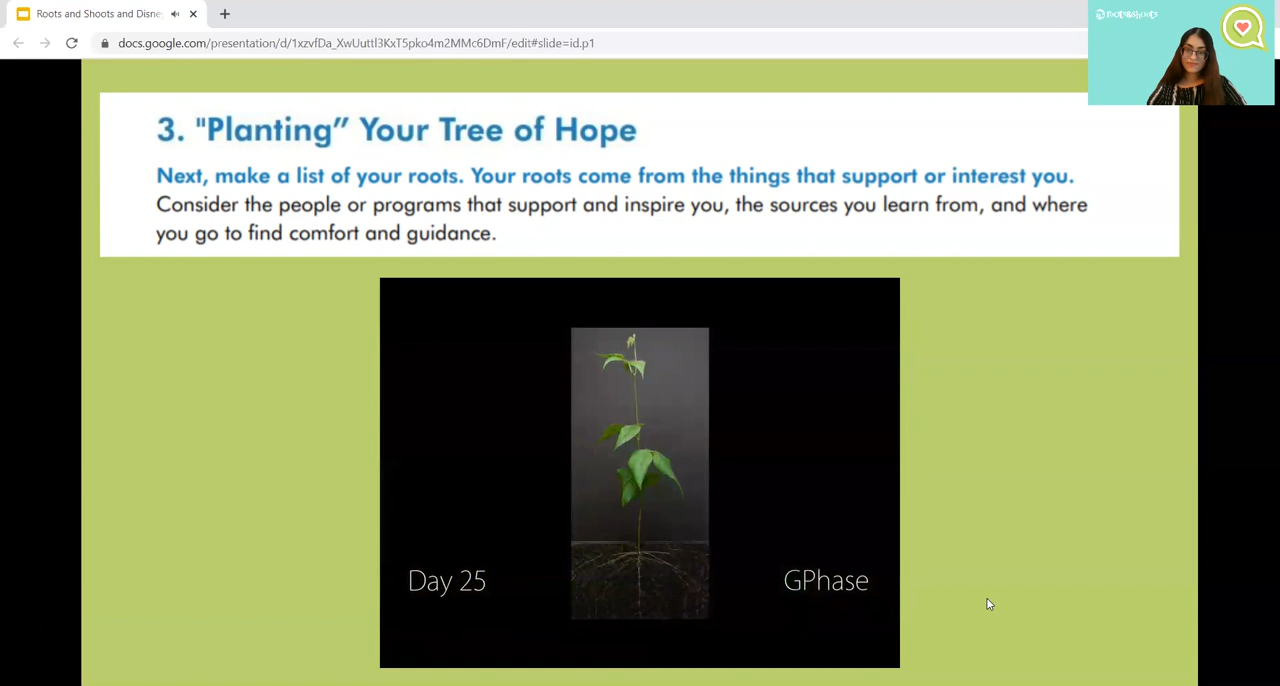 Roots and Shoots and Disne
docs.google.com/presentation/d/1xzvfDa_XwUuttl3KxT5pko4m2MMc6DmF/edit#slide=id.p1
roots&shoots
3. "Planting” Your Tree of Hope
Next, make a list of your roots. Your roots come from the things that support or interest you.
Consider the people or programs that support and inspire you, the sources you learn from, and where
you go to find comfort and guidance.
Day 25
GPhase